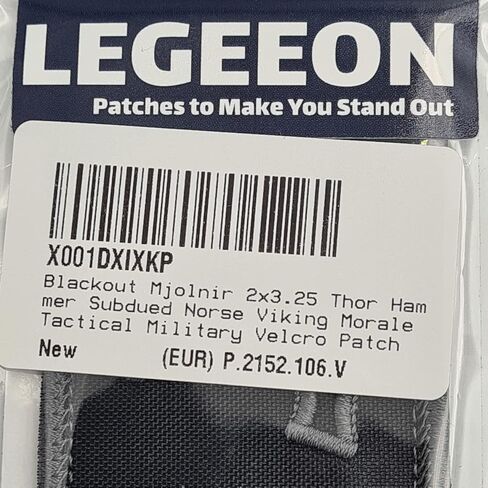 LEGEEON
Patches to Make You Stand Out
X001DXIXKP
Blackout Mjolnir 2x3.25 Thor Ham
mer Subdued Norse Viking Morale
Tactical Military Velcro Patch
New (EUR) P.2152.106.V